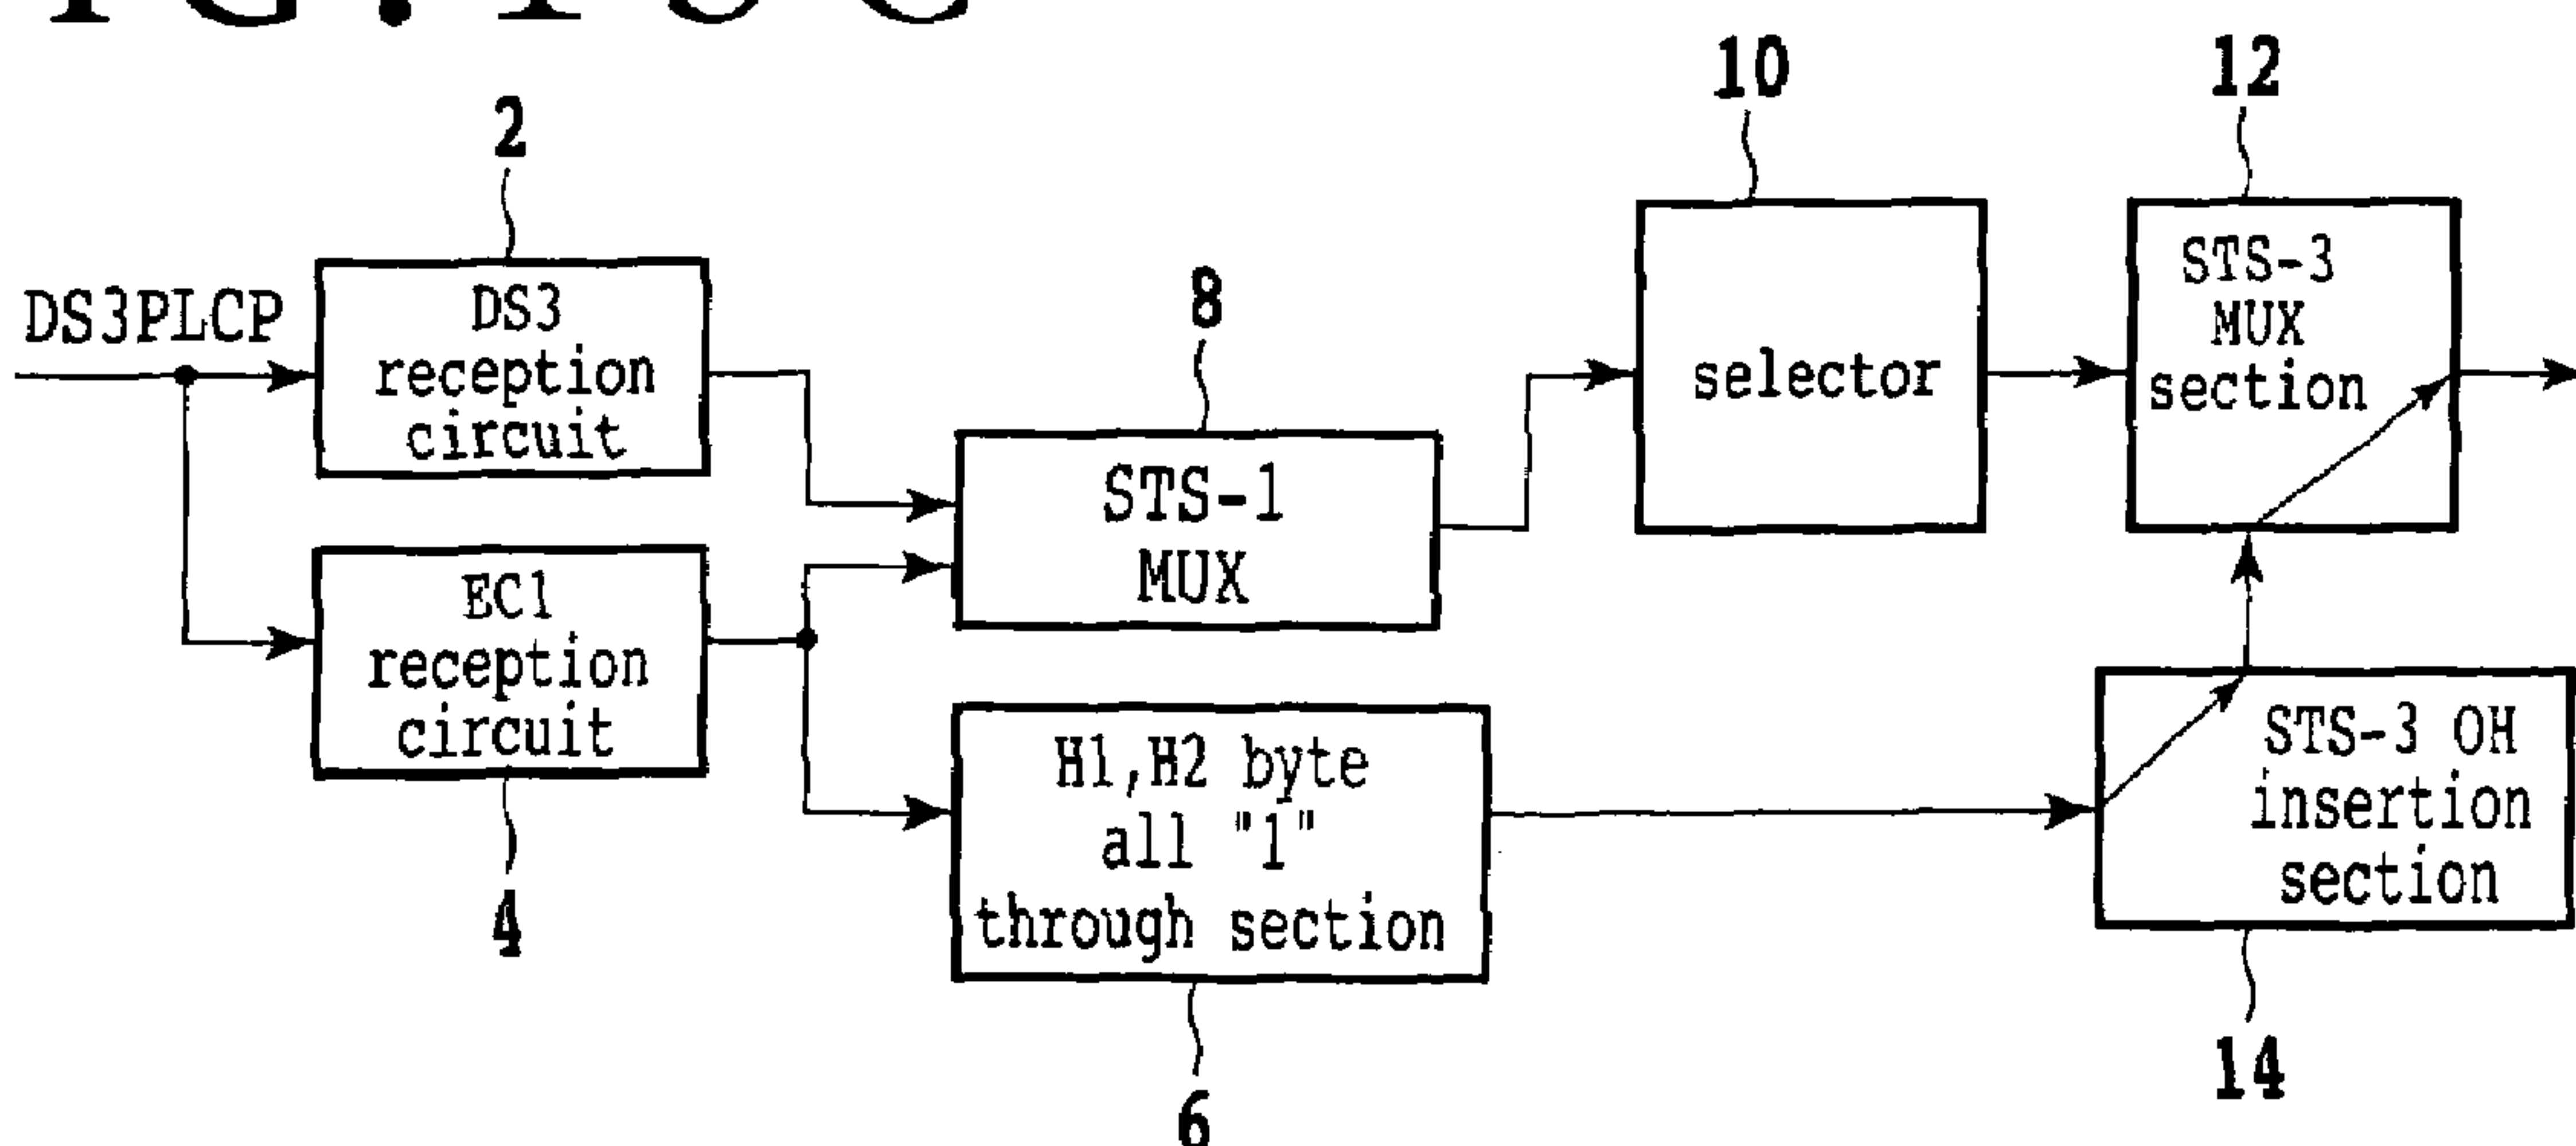 10
12
2
8
DS3PLCP
DS3
reception
circuit
selector
STS-3
MUX
section
STS-1
MUX
EC1
reception
circuit
H1,H2 byte
all "1"
through section
STS-3 OH
insertion
section
4
6
14